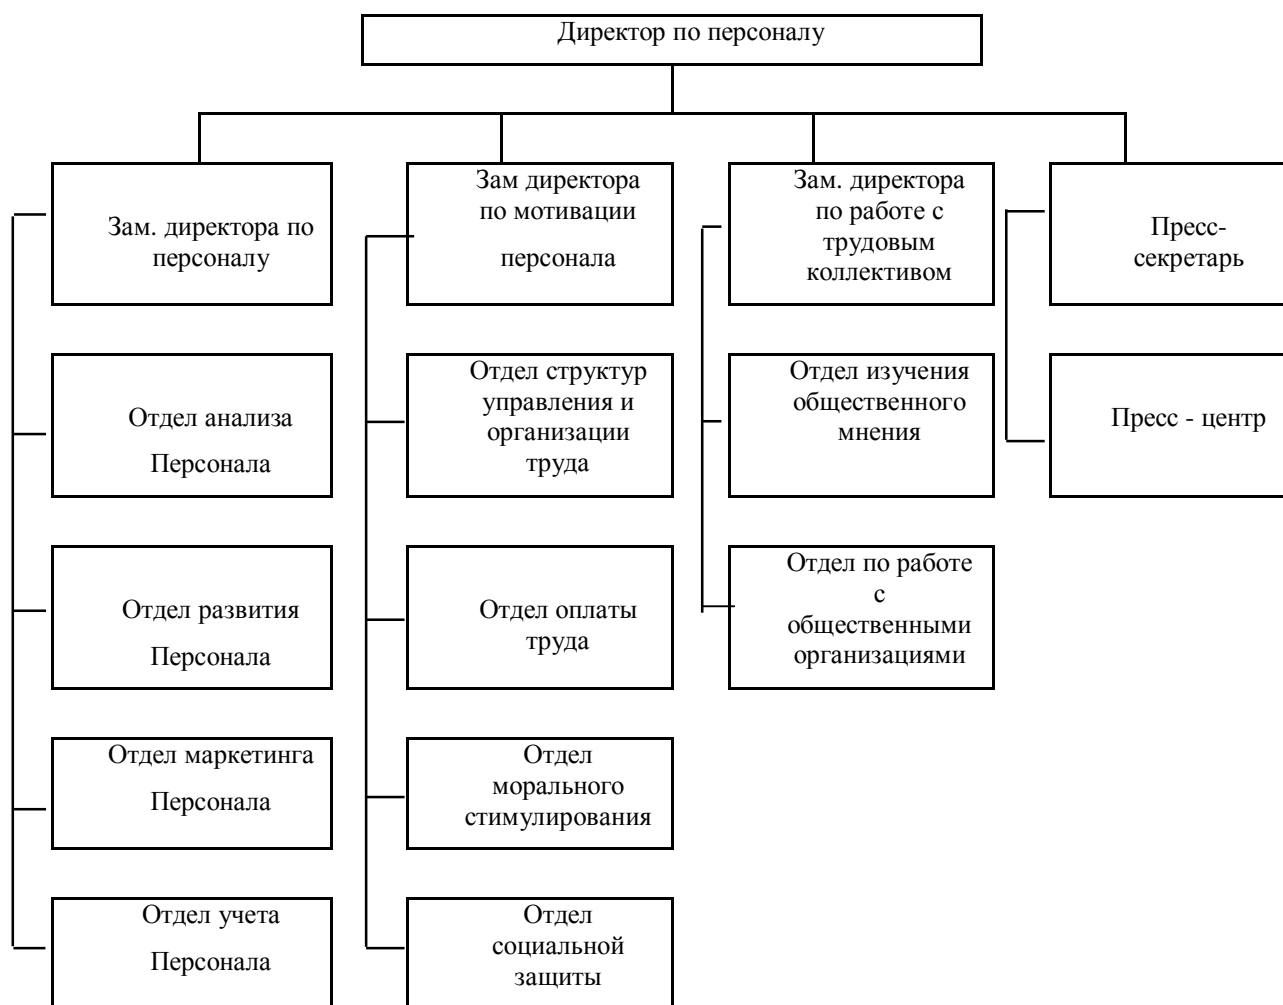 Директор по персоналу
Зам. директора по
персоналу
Зам директора
по мотивации
персонала
Зам. директора
по работе с
трудовым
коллективом
Пресс-
секретарь
Отдел анализа
Персонала
Отдел структур
управления и
организации
труда
Отдел изучения
общественного
мнения
Пресс - центр
Отдел развития
Персонала
Отдел оплаты
труда
Отдел по работе
с
общественными
организациями
Отдел маркетинга
Персонала
Отдел
морального
стимулирования
Отдел учета
Персонала
Отдел
социальной
защиты